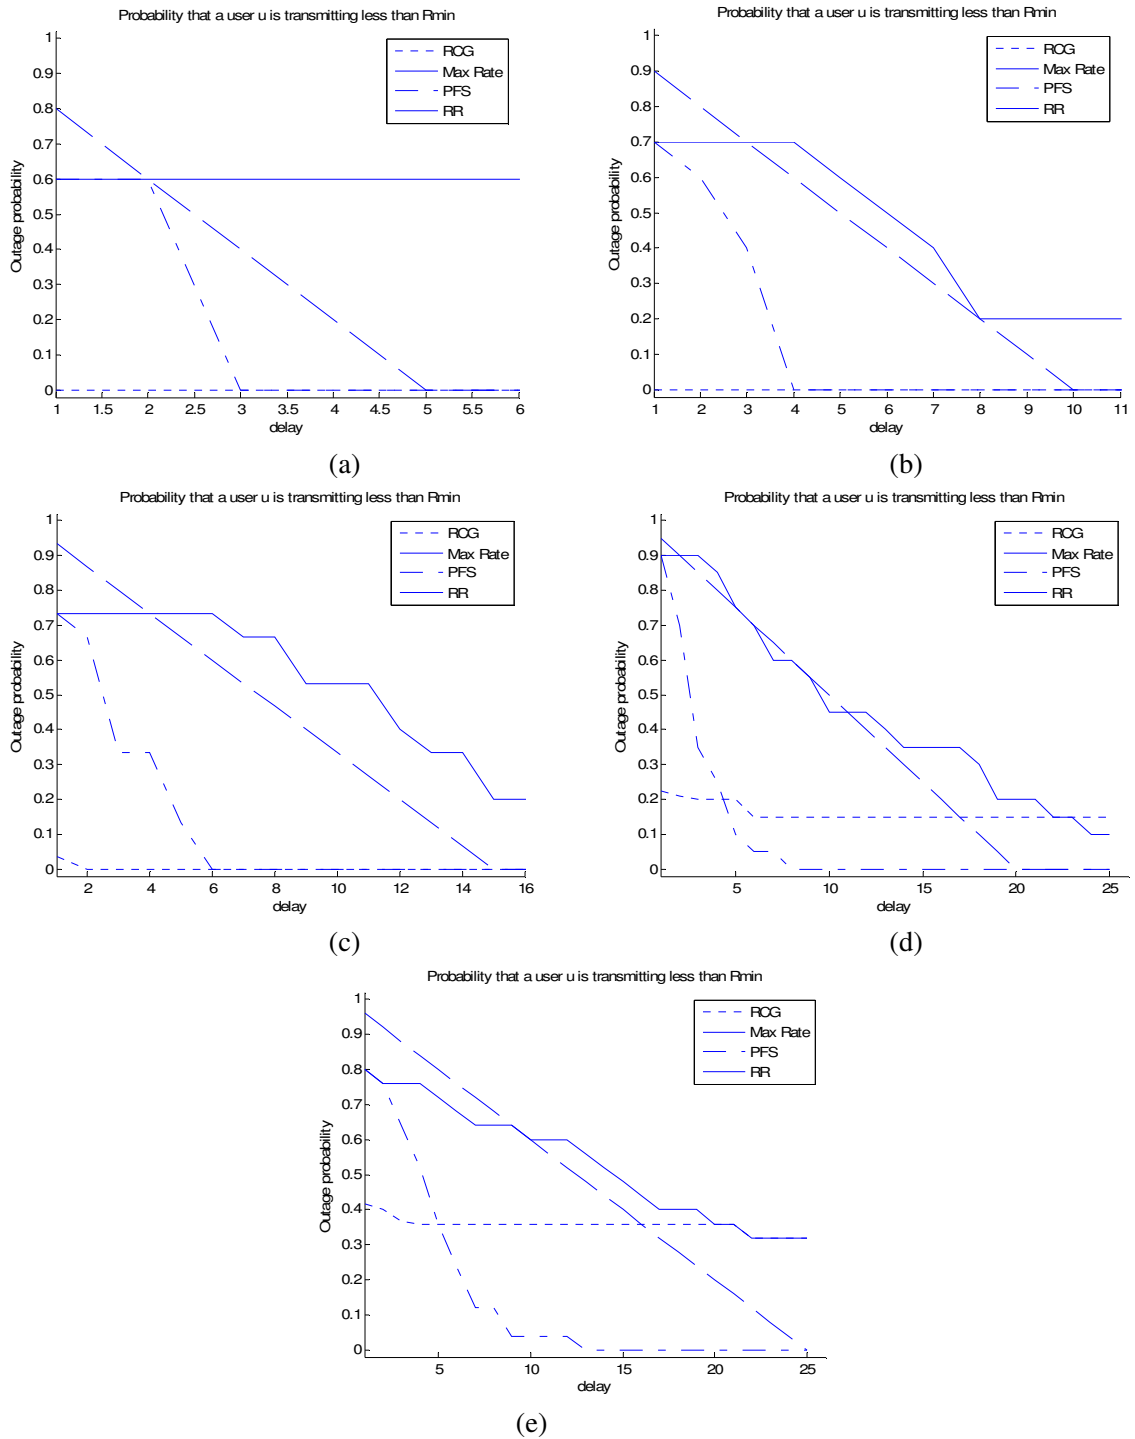 Probability that a user u is transmitting less than Rmin
Outage probability
1
0.9
0.8
0.7
0.6
0.5
0.4
0.3
0.2
0.1
0
1 1.5 2 2.5 3 3.5 4 4.5 5 5.5 6
delay
RCG
Max Rate
PFS
RR
(a)
Probability that a user u is transmitting less than Rmin
Outage probability
1
0.9
0.8
0.7
0.6
0.5
0.4
0.3
0.2
0.1
0
1 2 3 4 5 6 7 8 9 10 11
delay
RCG
Max Rate
PFS
RR
(b)
Probability that a user u is transmitting less than Rmin
Outage probability
1
0.9
0.8
0.7
0.6
0.5
0.4
0.3
0.2
0.1
0
2 4 6 8 10 12 14 16
delay
RCG
Max Rate
PFS
RR
(c)
Probability that a user u is transmitting less than Rmin
Outage probability
1
0.9
0.8
0.7
0.6
0.5
0.4
0.3
0.2
0.1
0
5 10 15 20 25
delay
RCG
Max Rate
PFS
RR
(d)
Probability that a user u is transmitting less than Rmin
Outage probability
1
0.9
0.8
0.7
0.6
0.5
0.4
0.3
0.2
0.1
0
5 10 15 20 25
delay
RCG
Max Rate
PFS
RR
(e)